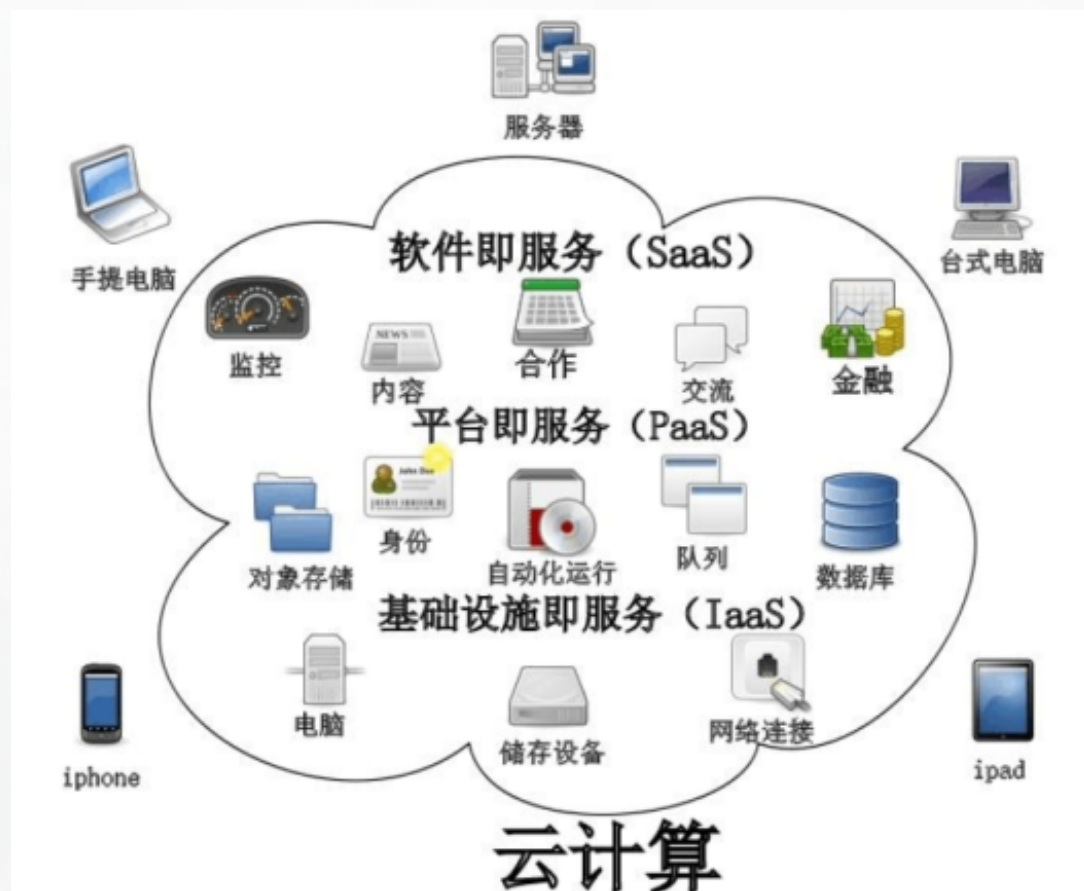 服务器
手提电脑
台式电脑
软件即服务（SaaS）
监控
NEWS
内容
合作
交流
金融
平台即服务（PaaS）
John Doe
对象存储
身份
自动化运行
队列
数据库
基础设施即服务（IaaS）
电脑
储存设备
网络连接
iphone
ipad
云计算